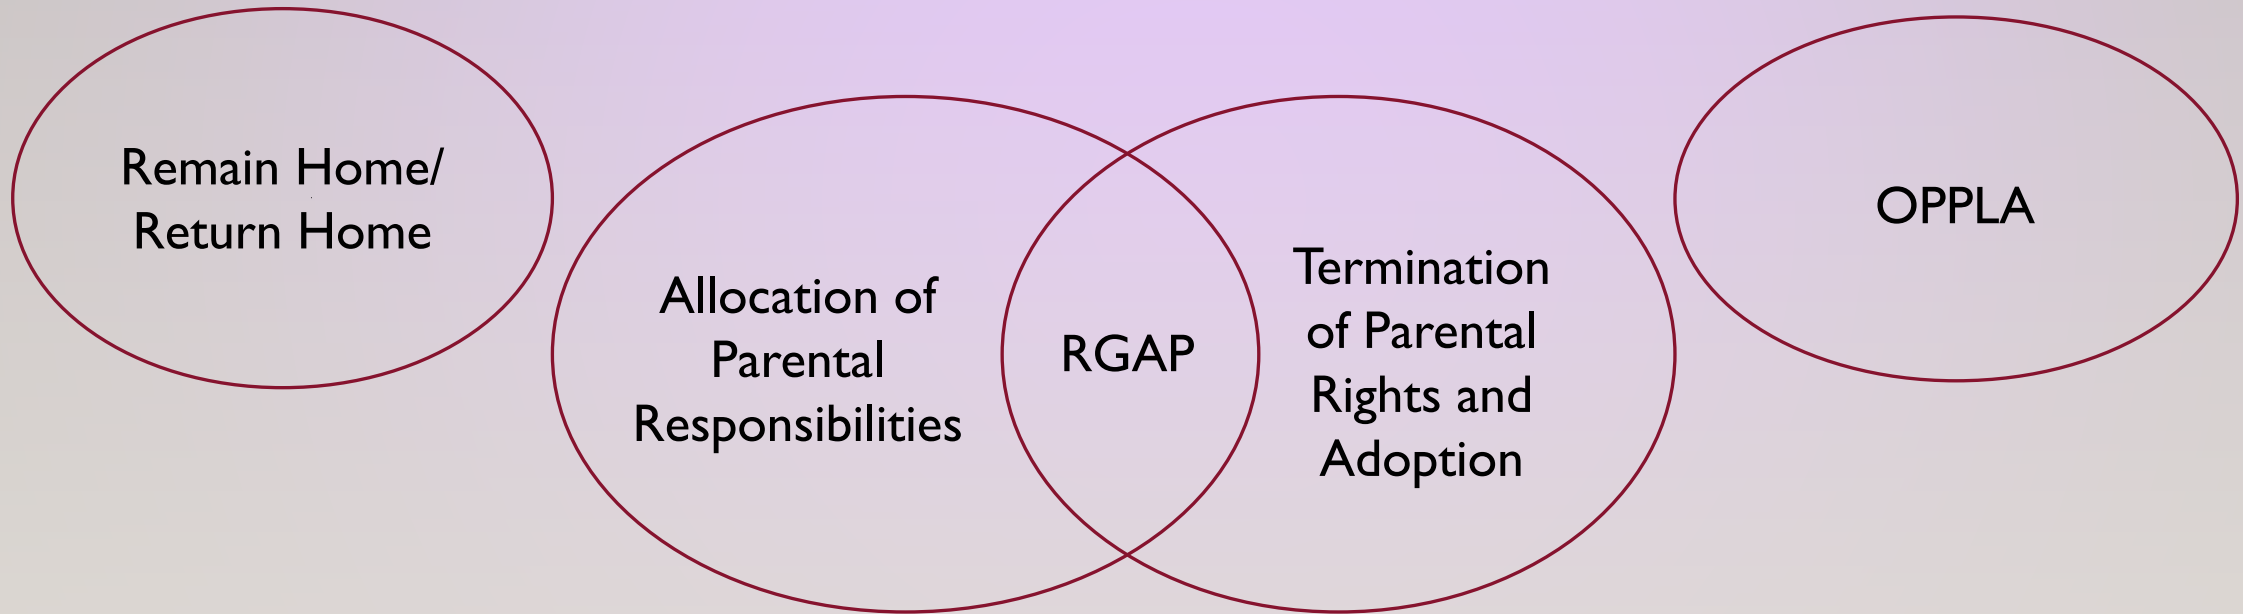 Remain Home/
Return Home
Allocation of
Parental
Responsibilities
RGAP
Termination
of Parental
Rights and
Adoption
OPPLA